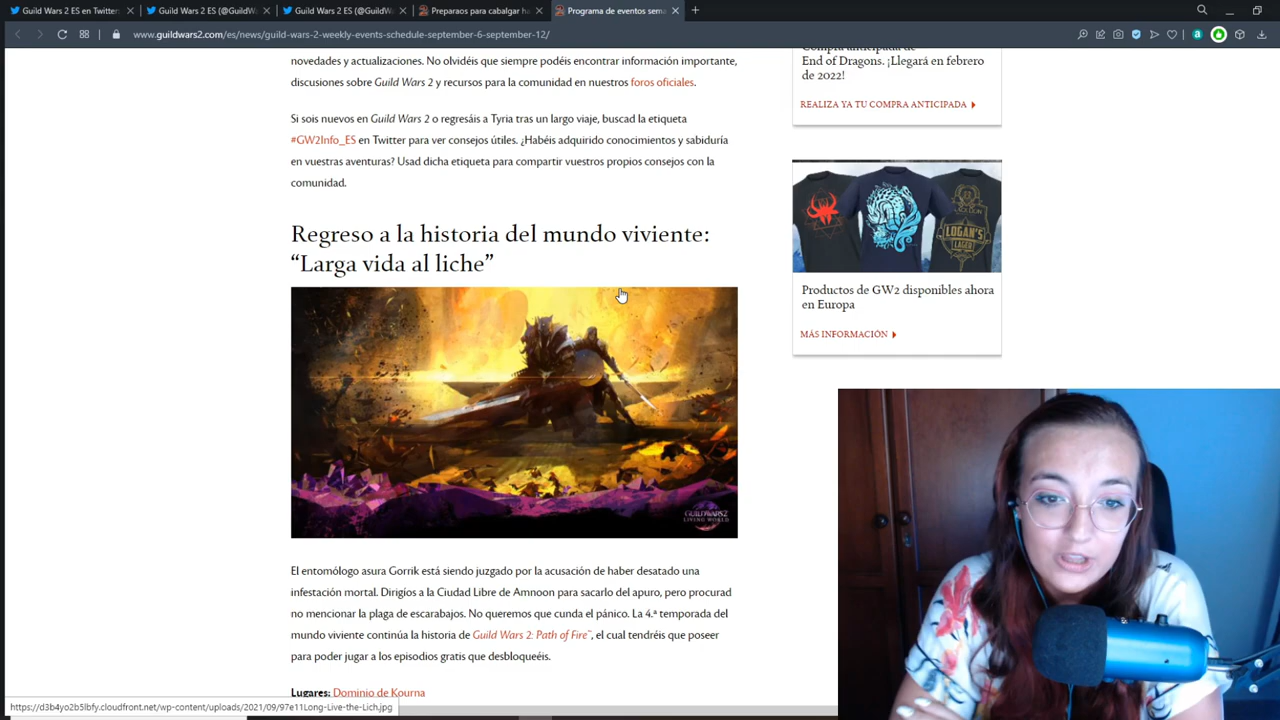 Guild Wars 2 ES en Twitter:
Guild Wars 2 ES (@GuildW
Guild Wars 2 ES (@GuildW
Preparaos para cabalgar ha
Programa de eventos sema
www.guildwars2.com/es/news/guild-wars-2-weekly-events-schedule-september-6-september-12/
novedades y actualizaciones. No olvidéis que siempre podéis encontrar información importante,
discusiones sobre Guild Wars 2 y recursos para la comunidad en nuestros foros oficiales.
Si sois nuevos en Guild Wars 2 o regresáis a Tyria tras un largo viaje, buscad la etiqueta
#GW2Info_ES en Twitter para ver consejos útiles. ¿Habéis adquirido conocimientos y sabiduría
en vuestras aventuras? Usad dicha etiqueta para compartir vuestros propios consejos con la
comunidad.
Regreso a la historia del mundo viviente:
“Larga vida al liche”
GUILD WARS 2
LIVING WORLD
El entomólogo asura Gorrik está siendo juzgado por la acusación de haber desatado una
infestación mortal. Dirigíos a la Ciudad Libre de Amnoon para sacarlo del apuro, pero procurad
no mencionar la plaga de escarabajos. No queremos que cunda el pánico. La 4.ª temporada del
mundo viviente continúa la historia de Guild Wars 2: Path of Fire™, el cual tendréis que poseer
para poder jugar a los episodios gratis que desbloqueéis.
Lugares: Dominio de Kourna
https://d3b4yo2b5lbfy.cloudfront.net/wp-content/uploads/2021/09/97e11Long-Live-the-Lich.jpg
Compra anticipada de
End of Dragons. ¡Llegará en febrero
de 2022!
REALIZA YA TU COMPRA ANTICIPADA
LOGAN'S
LAGER
Productos de GW2 disponibles ahora
en Europa
MÁS INFORMACIÓN